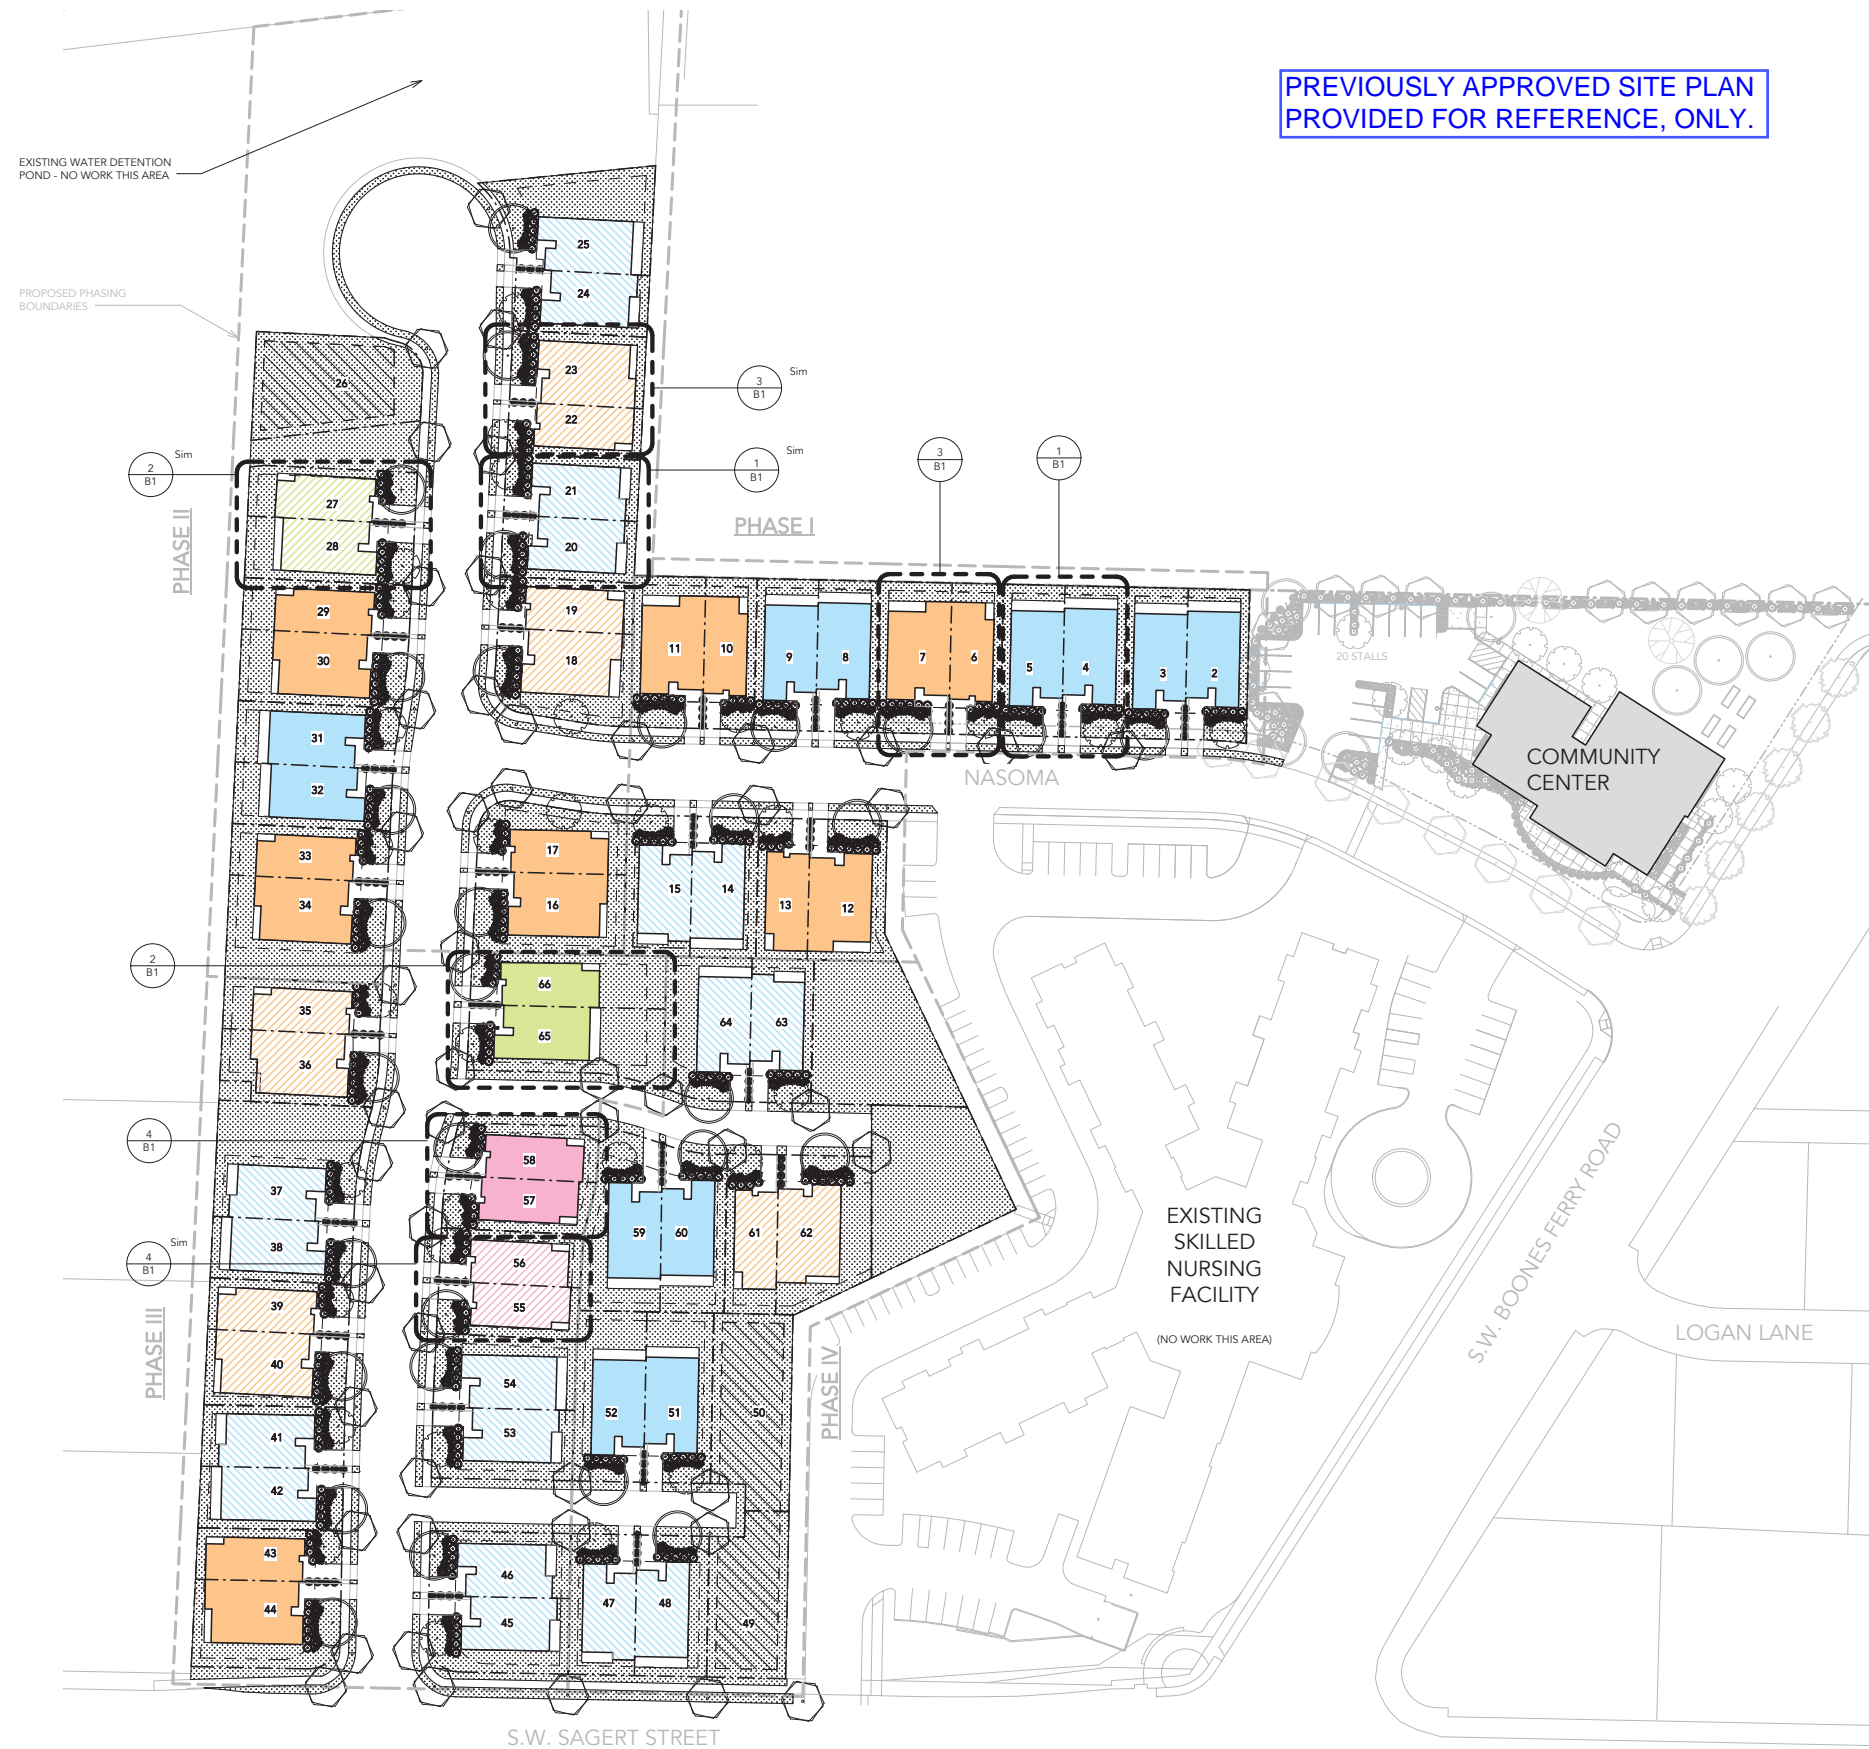 PREVIOUSLY APPROVED SITE PLAN
PROVIDED FOR REFERENCE, ONLY.
EXISTING WATER DETENTION
POND - NO WORK THIS AREA
PROPOSED PHASING
BOUNDARIES
25
24
23
22
3
B1
Sim
26
2
B1
Sim
27
28
21
20
1
B1
Sim
3
B1
1
B1
PHASE I
PHASE II
29
30
19
18
11
10
9
8
7
6
5
4
3
2
20 STALLS
31
32
NASOMA
COMMUNITY
CENTER
33
34
17
16
15
14
13
12
2
B1
66
65
64
63
35
36
4
B1
58
57
59
60
61
62
37
38
4
B1
Sim
56
55
EXISTING
SKILLED
NURSING
FACILITY
(NO WORK THIS AREA)
S.W. BOONES FERRY ROAD
LOGAN LANE
PHASE III
39
40
54
53
52
51
50
PHASE IV
41
42
43
44
46
45
47
48
49
S.W. SAGERT STREET